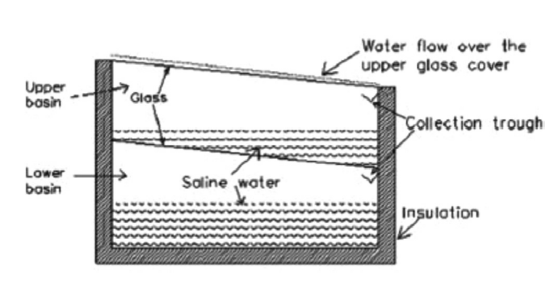 Water flow over the
upper glass cover
Upper
basin
Glass
Collection trough
Lower
basin
Saline water
Insulation